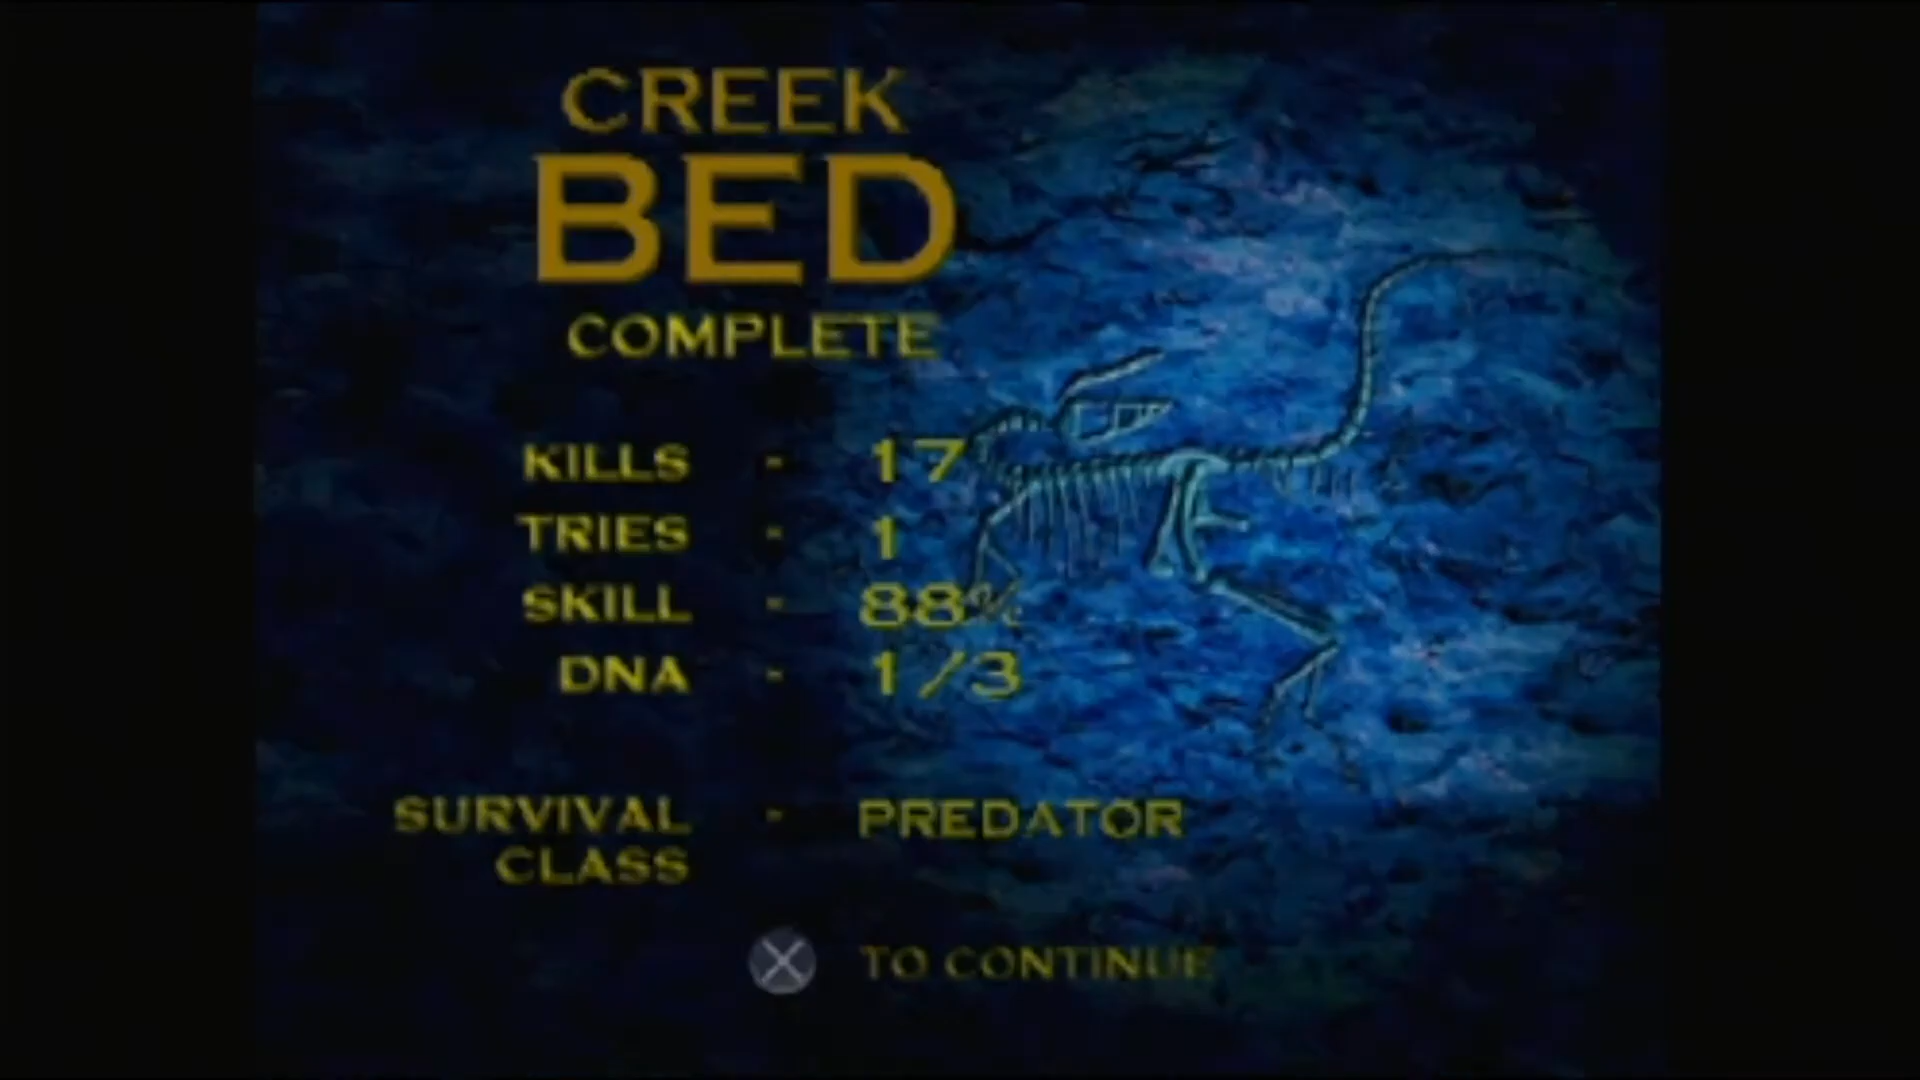 CREEK
BED
COMPLETE
KILLS - 17
TRIES - 1
SKILL - 88%
DNA - 1/3
SURVIVAL - PREDATOR
CLASS
TO CONTINUE